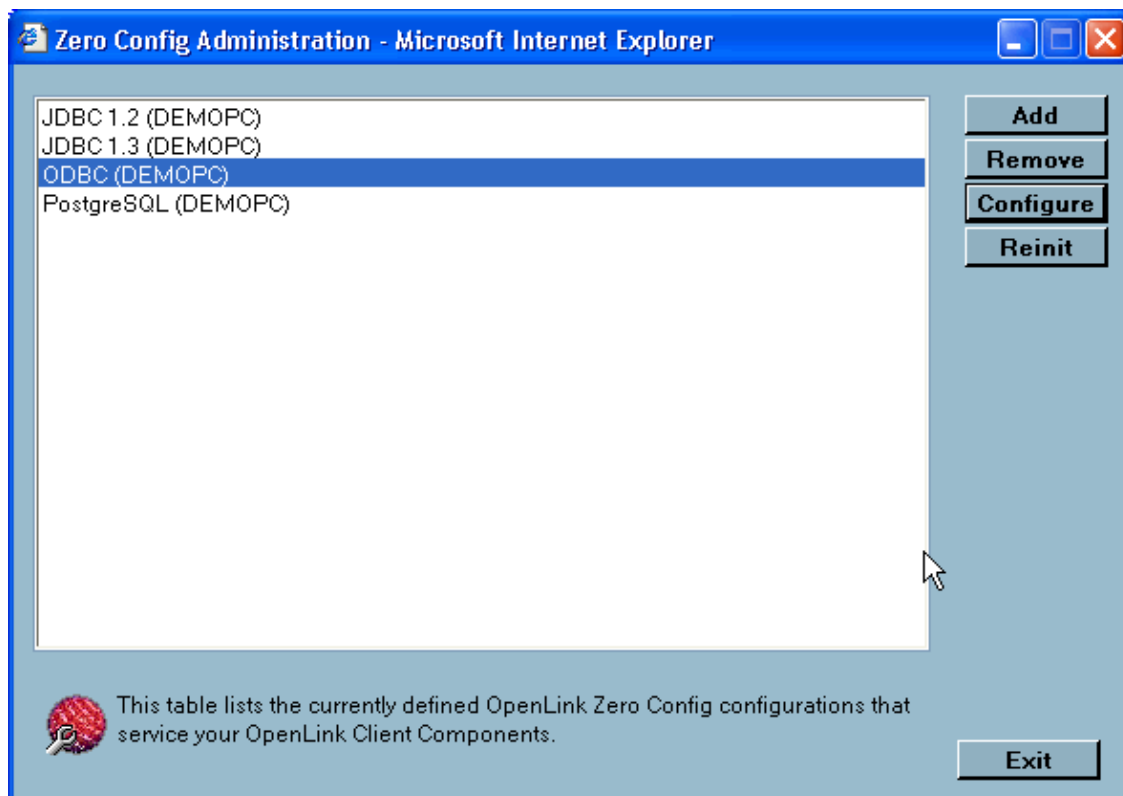 Zero Config Administration - Microsoft Internet Explorer
JDBC 1.2 (DEMOPC)
JDBC 1.3 (DEMOPC)
ODBC (DEMOPC)
PostgreSQL (DEMOPC)
Add
Remove
Configure
Reinit
This table lists the currently defined OpenLink Zero Config configurations that
service your OpenLink Client Components.
Exit